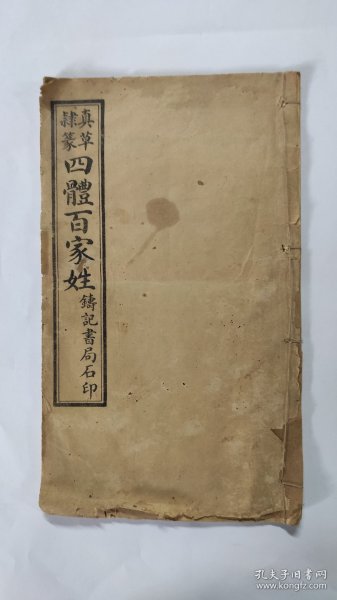 真草
隸篆
四體百家姓
鑄記書局石印
孔夫子旧书网